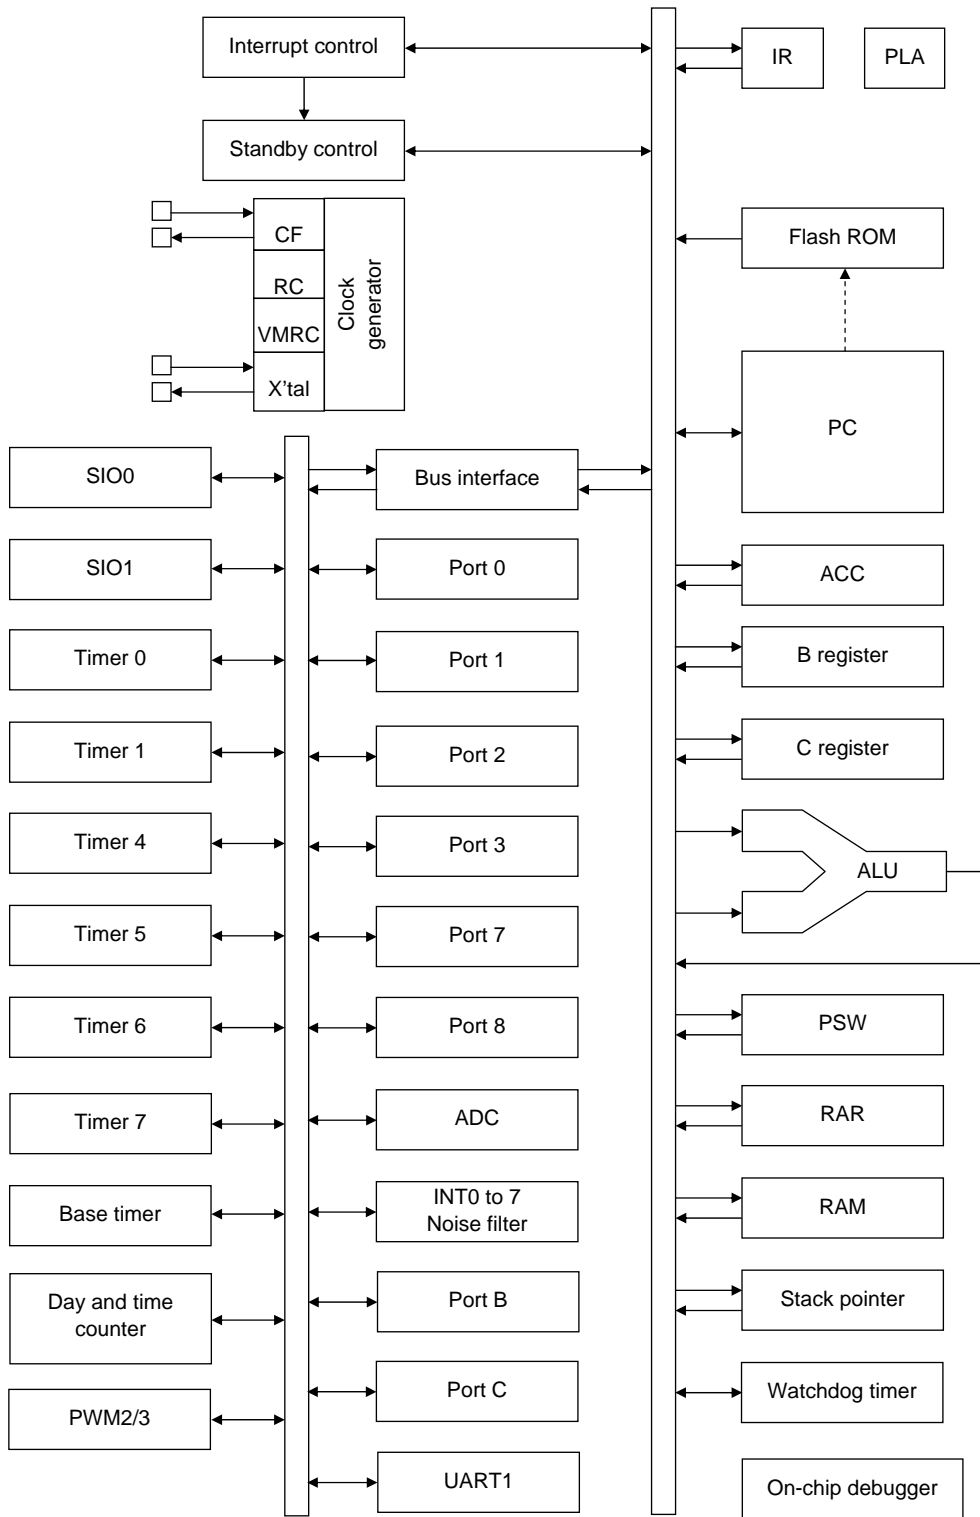 Interrupt control
IR
PLA
Standby control
CF
RC
VMRC
X'tal
Clock
generator
Flash ROM
PC
SIO0
Bus interface
SIO1
Port 0
ACC
Timer 0
Port 1
B register
Timer 1
Port 2
C register
Timer 4
Port 3
ALU
Timer 5
Port 7
Timer 6
Port 8
PSW
Timer 7
ADC
RAR
Base timer
INT0 to 7
Noise filter
RAM
Day and time
counter
Port B
Stack pointer
PWM2/3
Port C
Watchdog timer
UART1
On-chip debugger